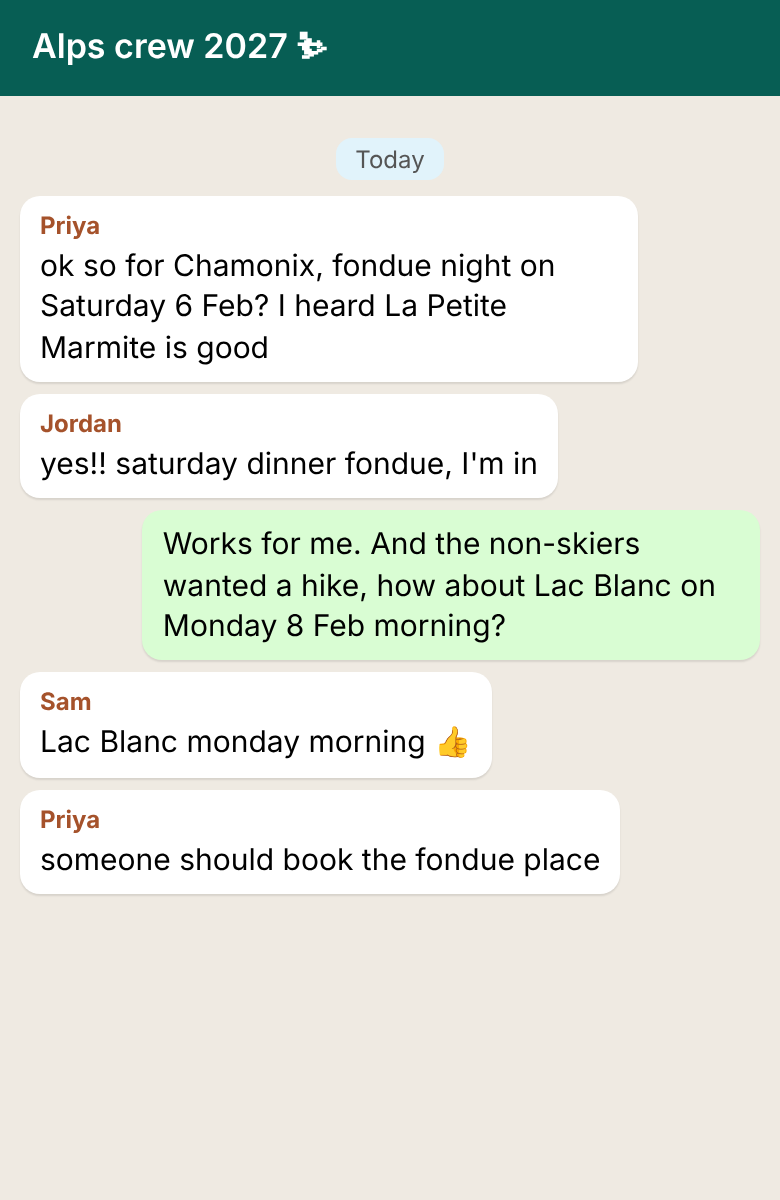 Alps crew 2027 ⛷
Today
Priya
ok so for Chamonix, fondue night on
Saturday 6 Feb? I heard La Petite
Marmite is good
Jordan
yes!! saturday dinner fondue, I'm in
Works for me. And the non-skiers
wanted a hike, how about Lac Blanc on
Monday 8 Feb morning?
Sam
Lac Blanc monday morning 👍
Priya
someone should book the fondue place